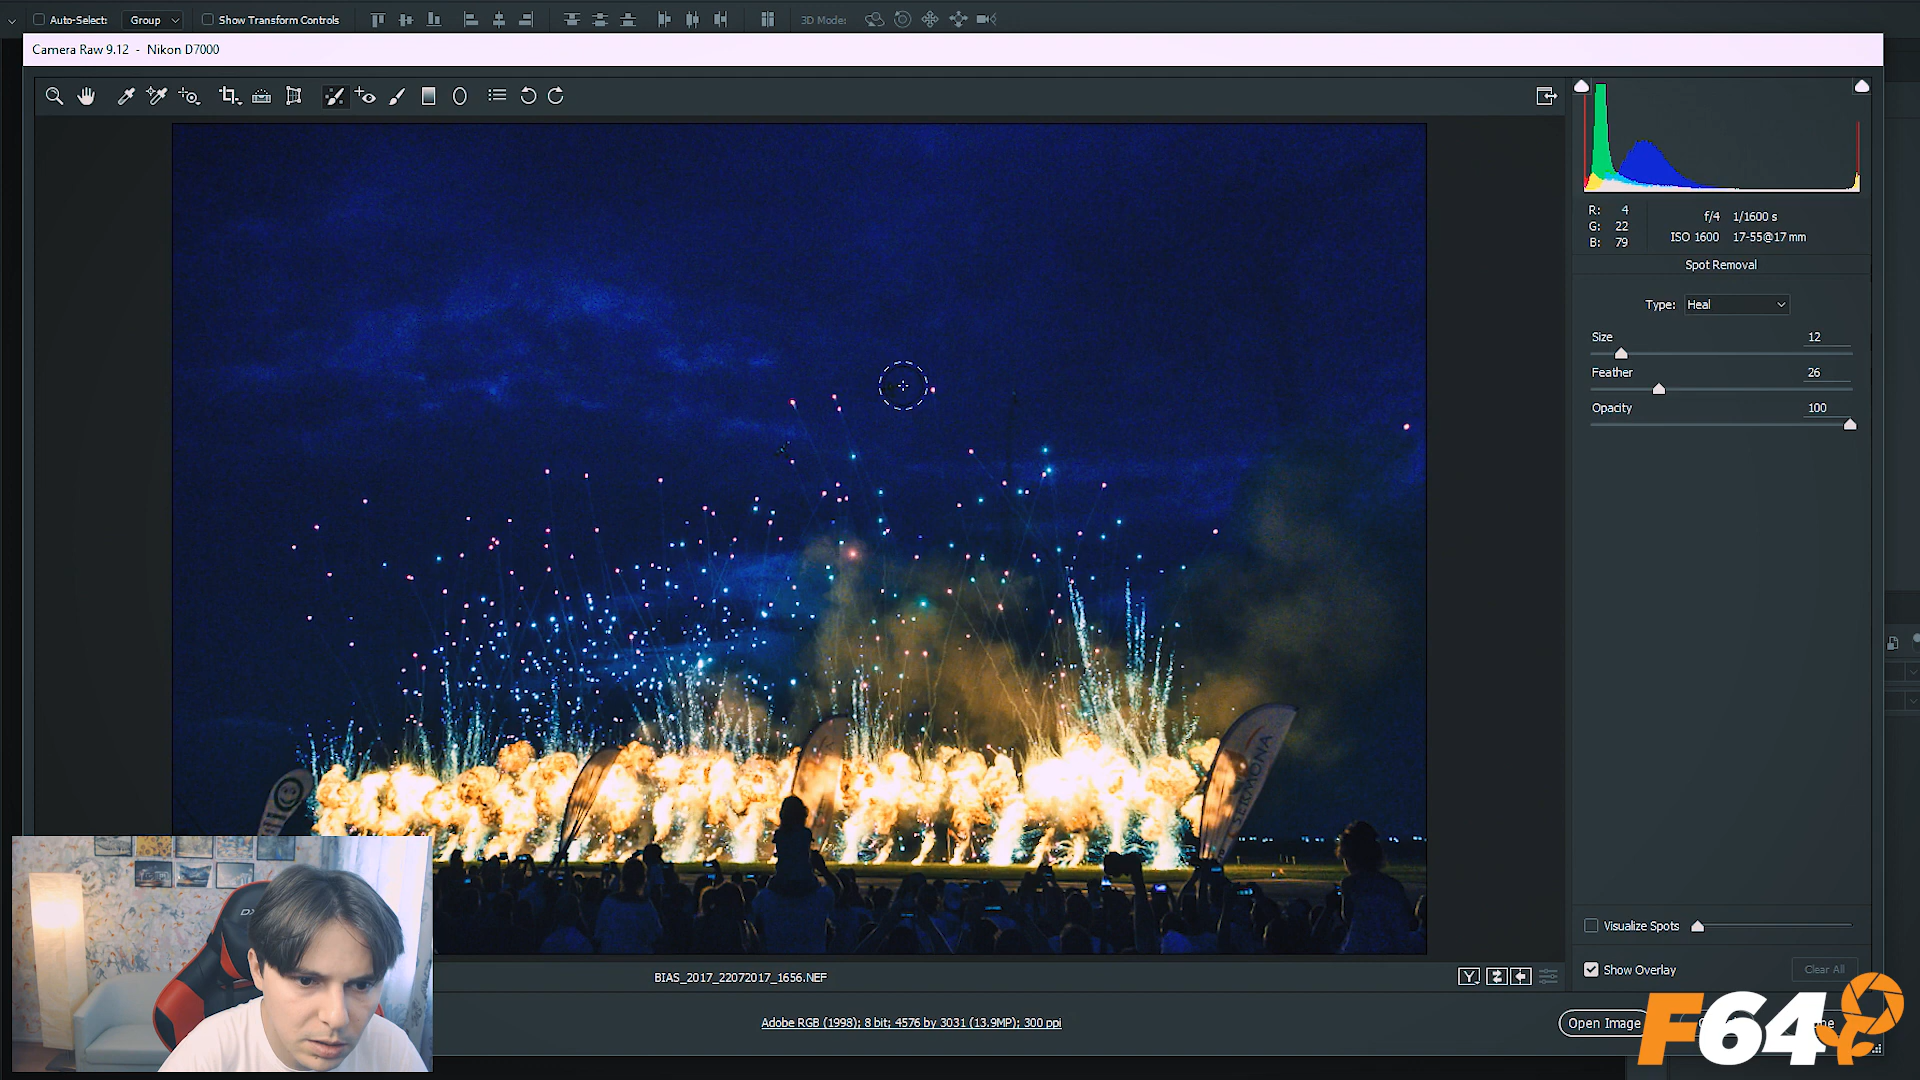 Auto-Select: Group Show Transform Controls 3D Mode:
Camera Raw 9.12 - Nikon D7000
R: 4
G: 22
B: 79
f/4 1/1600 s
ISO 1600 17-55@17 mm
Spot Removal
Type: Heal
Size 12
Feather 26
Opacity 100
Visualize Spots
Show Overlay
Clear All
BIAS_2017_22072017_1656.NEF
Y
Adobe RGB (1998); 8 bit; 4576 by 3031 (13.9MP); 300 ppi
Open Image
F64